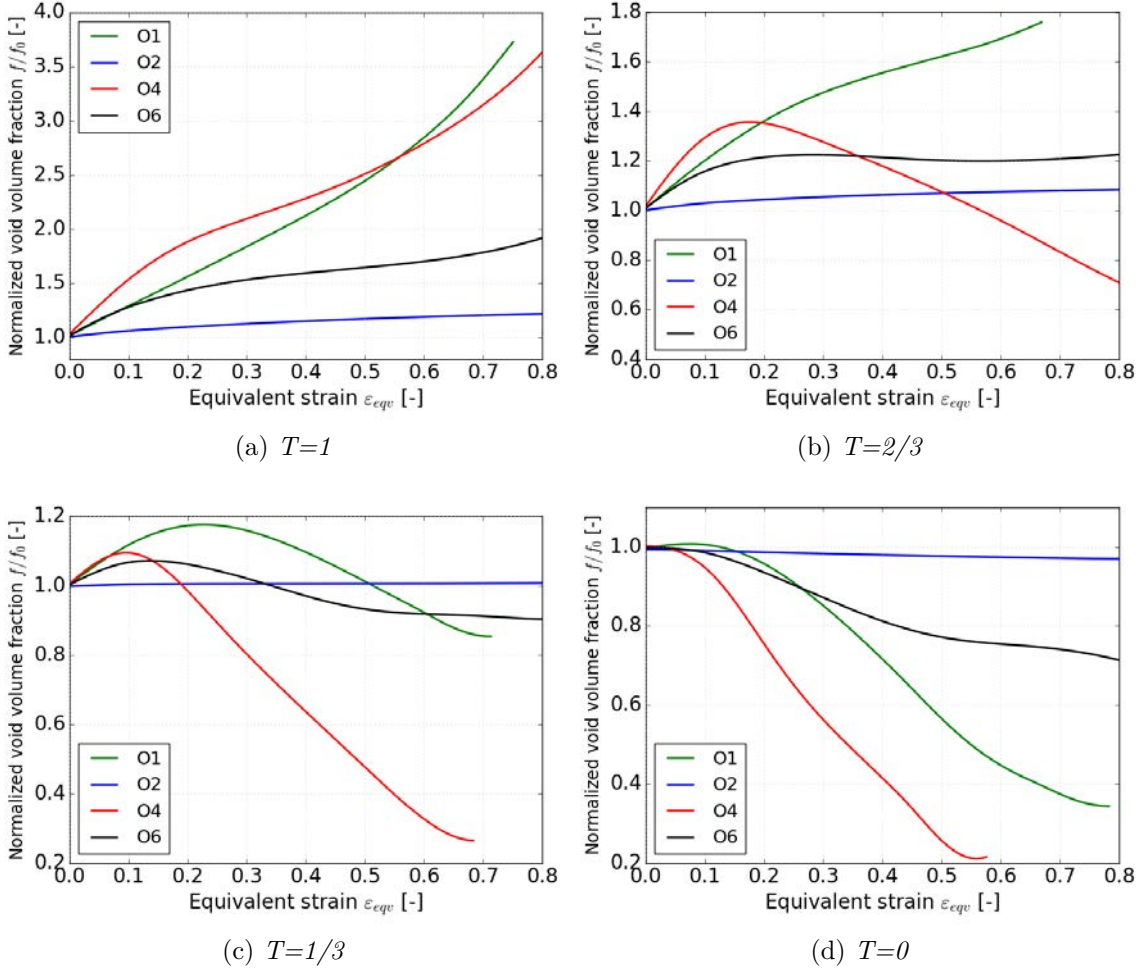 Normalized void volume fraction f/f₀ [-]
4.0
3.5
3.0
2.5
2.0
1.5
1.0
O1
O2
O4
O6
0.0 0.1 0.2 0.3 0.4 0.5 0.6 0.7 0.8
Equivalent strain ε_eqv [-]
(a) T=1
Normalized void volume fraction f/f₀ [-]
1.8
1.6
1.4
1.2
1.0
0.8
0.6
0.4
O1
O2
O4
O6
0.0 0.1 0.2 0.3 0.4 0.5 0.6 0.7 0.8
Equivalent strain ε_eqv [-]
(b) T=2/3
Normalized void volume fraction f/f₀ [-]
1.2
1.0
0.8
0.6
0.4
0.2
O1
O2
O4
O6
0.0 0.1 0.2 0.3 0.4 0.5 0.6 0.7 0.8
Equivalent strain ε_eqv [-]
(c) T=1/3
Normalized void volume fraction f/f₀ [-]
1.0
0.8
0.6
0.4
0.2
O1
O2
O4
O6
0.0 0.1 0.2 0.3 0.4 0.5 0.6 0.7 0.8
Equivalent strain ε_eqv [-]
(d) T=0